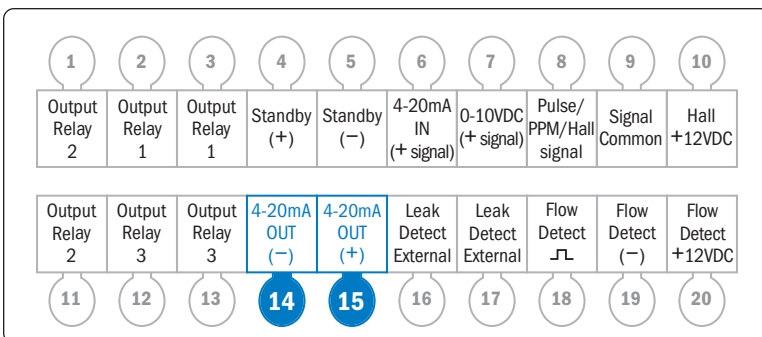 1 2 3 4 5 6 7 8 9 10
Output Relay 2
Output Relay 1
Output Relay 1
Standby (+)
Standby (−)
4-20mA IN (+ signal)
0-10VDC (+ signal)
Pulse/ PPM/Hall signal
Signal Common
Hall +12VDC
Output Relay 2
Output Relay 3
Output Relay 3
4-20mA OUT (−)
4-20mA OUT (+)
Leak Detect External
Leak Detect External
Flow Detect
Flow Detect (−)
Flow Detect +12VDC
11 12 13 14 15 16 17 18 19 20